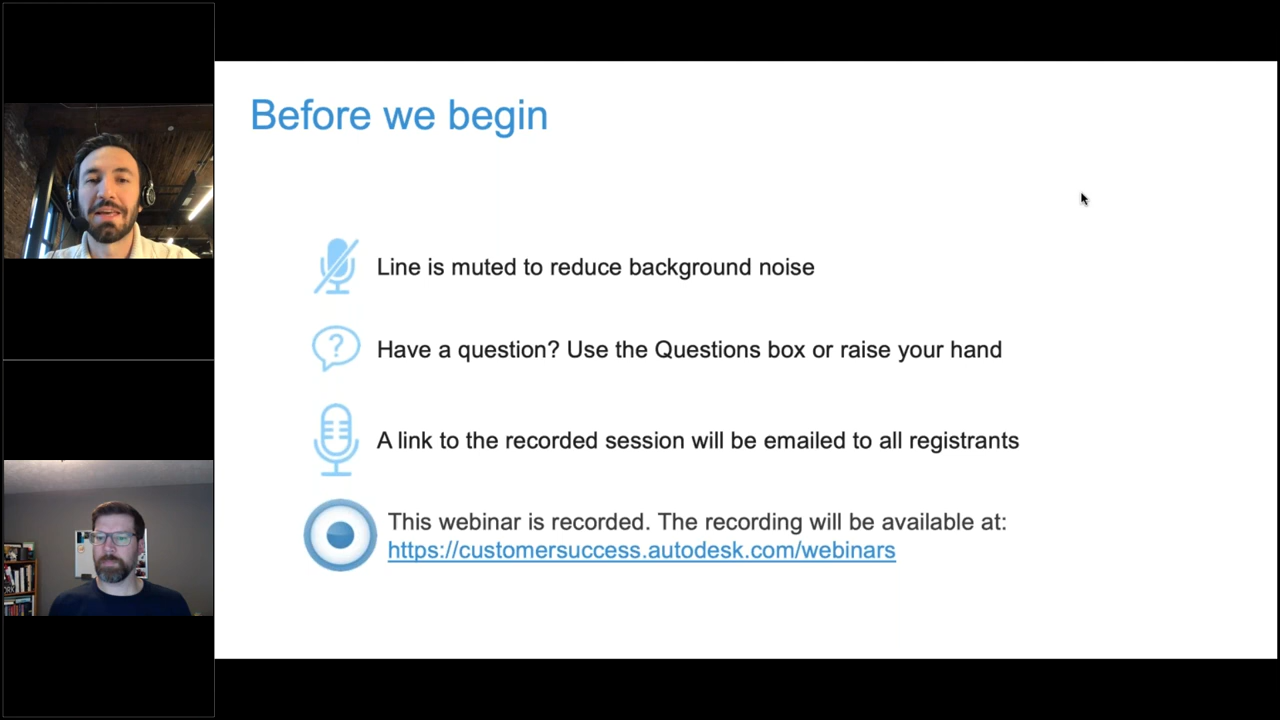 Before we begin
Line is muted to reduce background noise
Have a question? Use the Questions box or raise your hand
A link to the recorded session will be emailed to all registrants
This webinar is recorded. The recording will be available at:
https://customersuccess.autodesk.com/webinars